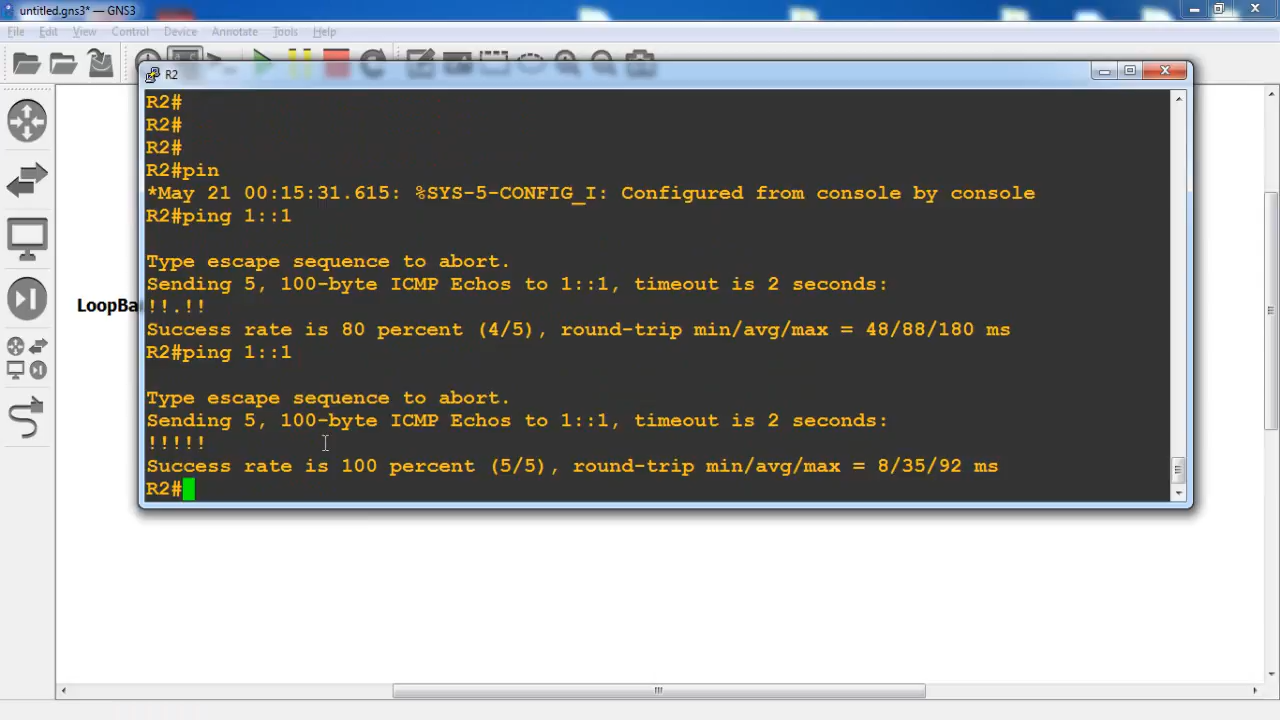 untitled.gns3* — GNS3
File Edit View Control Device Annotate Tools Help
R2
R2#
R2#
R2#
R2#pin
*May 21 00:15:31.615: %SYS-5-CONFIG_I: Configured from console by console
R2#ping 1::1
Type escape sequence to abort.
Sending 5, 100-byte ICMP Echos to 1::1, timeout is 2 seconds:
!!.!!
Success rate is 80 percent (4/5), round-trip min/avg/max = 48/88/180 ms
R2#ping 1::1
Type escape sequence to abort.
Sending 5, 100-byte ICMP Echos to 1::1, timeout is 2 seconds:
!!!!!
Success rate is 100 percent (5/5), round-trip min/avg/max = 8/35/92 ms
R2#